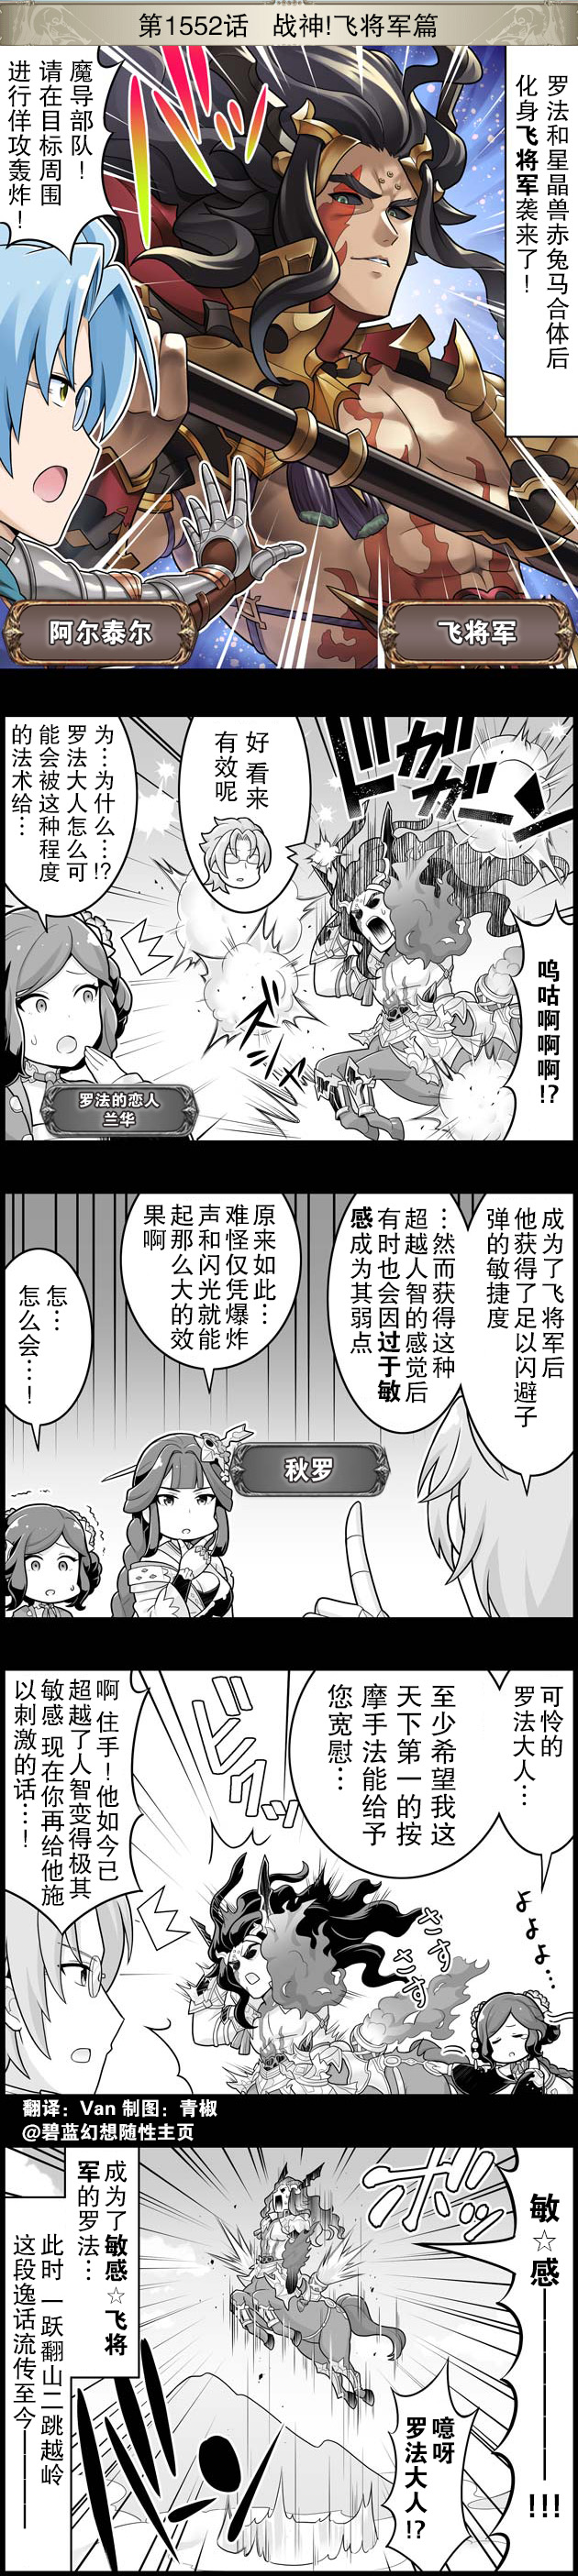 第1552话　战神!飞将军篇
罗法和星晶兽赤兔马合体后
化身飞将军袭来了！
魔导部队！
请在目标周围
进行佯攻轰炸！
阿尔泰尔
飞将军
ドガガーン
呜咕啊啊啊!?
好 看来
有效呢
为…为什么…!?
罗法大人怎么可
能会被这种程度
的法术给…
罗法的恋人
兰华
成为了飞将军后
他获得了足以闪避子
弹的敏捷度
…然而获得这种
超越人智的感觉后
有时也会因过于敏
感成为其弱点
原来如此…
难怪仅凭爆炸
声和闪光就能
起那么大的效
果啊
秋罗
怎…
怎么会…！
可怜的
罗法大人…
至少希望我这
天下第一的按
摩手法能给予
您宽慰…
よよよ…
さす
さす
啊 住手！他如今已
超越了人智变得极其
敏感 现在你再给他施
以刺激的话…！
翻译：Van 制图：青椒
@碧蓝幻想随性主页
敏☆感————!!!
噫呀
罗法大人!?
成为了敏感☆飞将
军的罗法…
此时 一跃翻山二跳越岭
这段逸话流传至今————